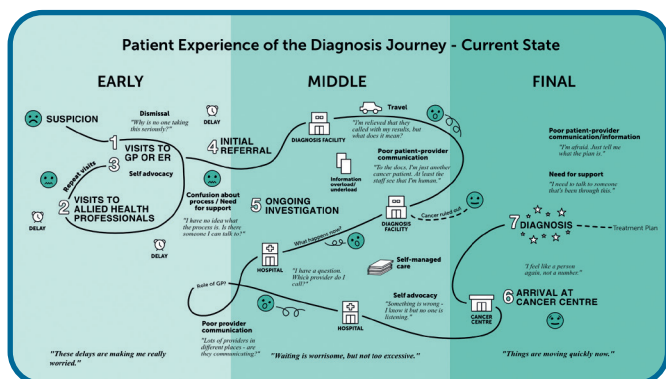 Patient Experience of the Diagnosis Journey - Current State
EARLY
MIDDLE
FINAL
SUSPICION
Dismissal
"Why is no one taking
this seriously?"
DELAY
1
VISITS TO
GP OR ER
3
Self advocacy
Repeat visits
2
VISITS TO
ALLIED HEALTH
PROFESSIONALS
DELAY
DELAY
4
INITIAL
REFERRAL
Confusion about
process / Need
for support
"I have no idea what
the process is. Is there
someone I can talk to?"
Role of GP?
Poor provider
communication
"Lots of providers in
different places - are
they communicating?"
"These delays are making me really
worried."
DIAGNOSIS FACILITY
Travel
"I'm relieved that they
called with my results, but
what does it mean?
Information
overload/
underload
Poor patient-provider
communication
"To the docs, I'm just another
cancer patient. At least the
staff see that I'm human."
5
ONGOING
INVESTIGATION
DIAGNOSIS
FACILITY
Cancer ruled out
What happens now?
HOSPITAL
"I have a question.
Which provider do I
call?"
Self-managed
care
Self advocacy
"Something is wrong -
I know it but no one is
listening."
HOSPITAL
"Waiting is worrisome, but not too excessive."
Poor patient-provider
communication/information
"I'm afraid. Just tell me
what the plan is."
Need for support
"I need to talk to someone
that's been through this."
7
DIAGNOSIS
Treatment Plan
"I feel like a person
again, not a number"
6
ARRIVAL AT
CANCER CENTRE
CANCER
CENTRE
"Things are moving quickly now."